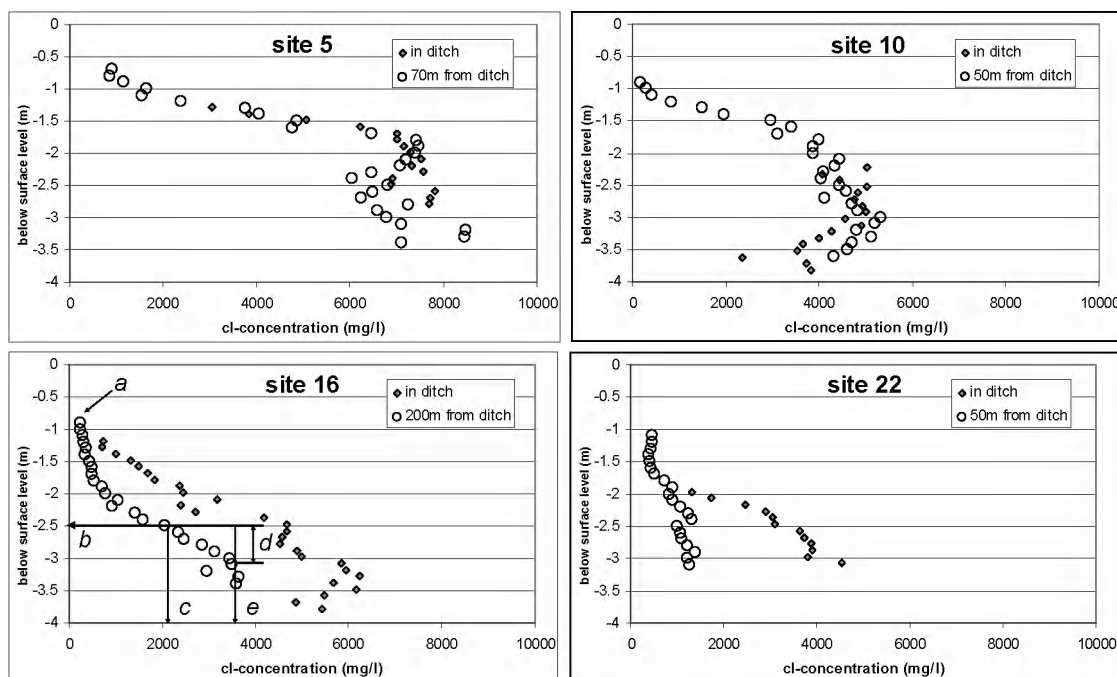 site 5
in ditch
70m from ditch
0
-0.5
-1
-1.5
-2
-2.5
-3
-3.5
-4
below surface level (m)
0 2000 4000 6000 8000 10000
cl-concentration (mg/l)
site 10
in ditch
50m from ditch
0
-0.5
-1
-1.5
-2
-2.5
-3
-3.5
-4
below surface level (m)
0 2000 4000 6000 8000 10000
cl-concentration (mg/l)
site 16
in ditch
200m from ditch
a
b
c
d
e
0
-0.5
-1
-1.5
-2
-2.5
-3
-3.5
-4
below surface level (m)
0 2000 4000 6000 8000 10000
cl-concentration (mg/l)
site 22
in ditch
50m from ditch
0
-0.5
-1
-1.5
-2
-2.5
-3
-3.5
-4
below surface level (m)
0 2000 4000 6000 8000 10000
cl-concentration (mg/l)